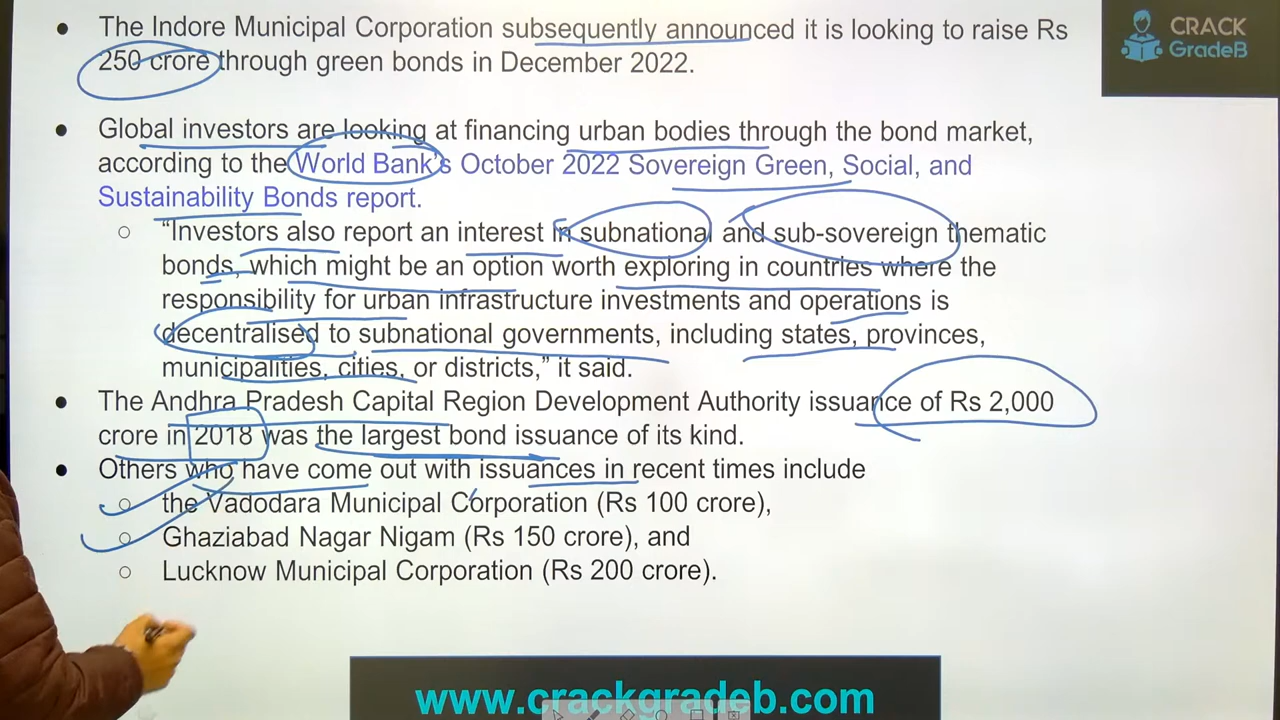 The Indore Municipal Corporation subsequently announced it is looking to raise Rs
250 crore through green bonds in December 2022.
CRACK
GradeB
Global investors are looking at financing urban bodies through the bond market,
according to the World Bank's October 2022 Sovereign Green, Social, and
Sustainability Bonds report.
"Investors also report an interest in subnational and sub-sovereign thematic
bonds, which might be an option worth exploring in countries where the
responsibility for urban infrastructure investments and operations is
decentralised to subnational governments, including states, provinces,
municipalities, cities, or districts," it said.
The Andhra Pradesh Capital Region Development Authority issuance of Rs 2,000
crore in 2018 was the largest bond issuance of its kind.
Others who have come out with issuances in recent times include
the Vadodara Municipal Corporation (Rs 100 crore),
Ghaziabad Nagar Nigam (Rs 150 crore), and
Lucknow Municipal Corporation (Rs 200 crore).
www.crackgradeb.com